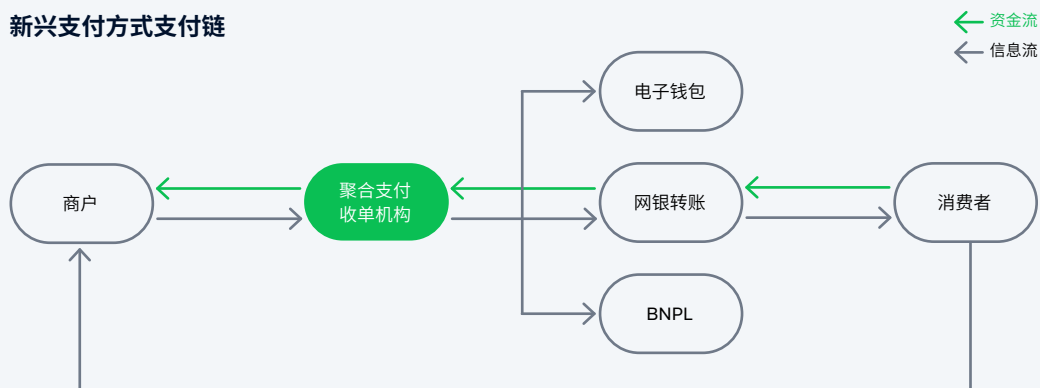 新兴支付方式支付链
资金流
信息流
电子钱包
商户
聚合支付
收单机构
网银转账
消费者
BNPL